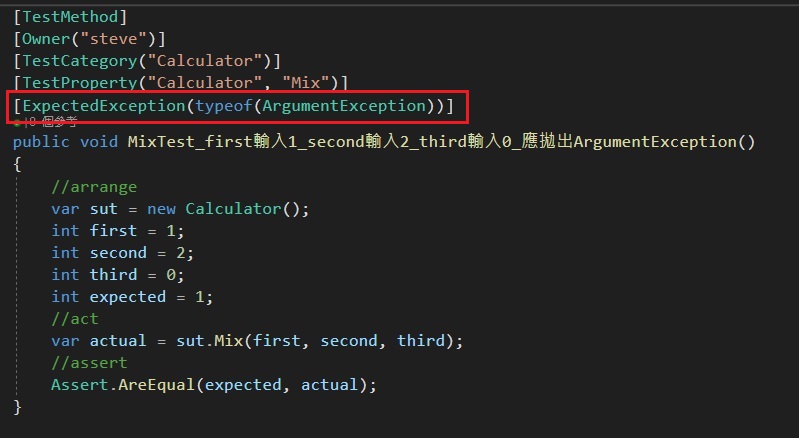 [TestMethod]
[Owner("steve")]
[TestCategory("Calculator")]
[TestProperty("Calculator", "Mix")]
[ExpectedException(typeof(ArgumentException))]
個參考
public void MixTest_first輸入1_second輸入2_third輸入0_應拋出ArgumentException()
{
//arrange
var sut = new Calculator();
int first = 1;
int second = 2;
int third = 0;
int expected = 1;
//act
var actual = sut.Mix(first, second, third);
//assert
Assert.AreEqual(expected, actual);
}